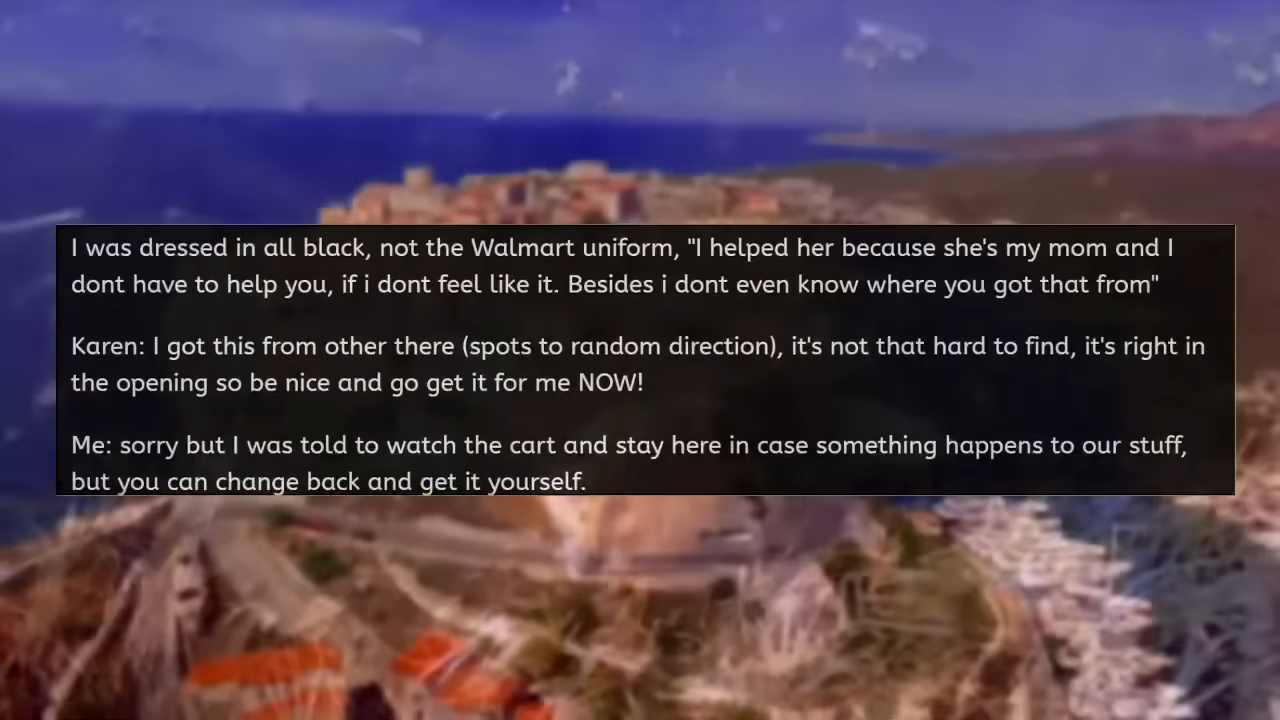 I was dressed in all black, not the Walmart uniform, "I helped her because she's my mom and I
dont have to help you, if i dont feel like it. Besides i dont even know where you got that from"
Karen: I got this from other there (spots to random direction), it's not that hard to find, it's right in
the opening so be nice and go get it for me NOW!
Me: sorry but I was told to watch the cart and stay here in case something happens to our stuff,
but you can change back and get it yourself.